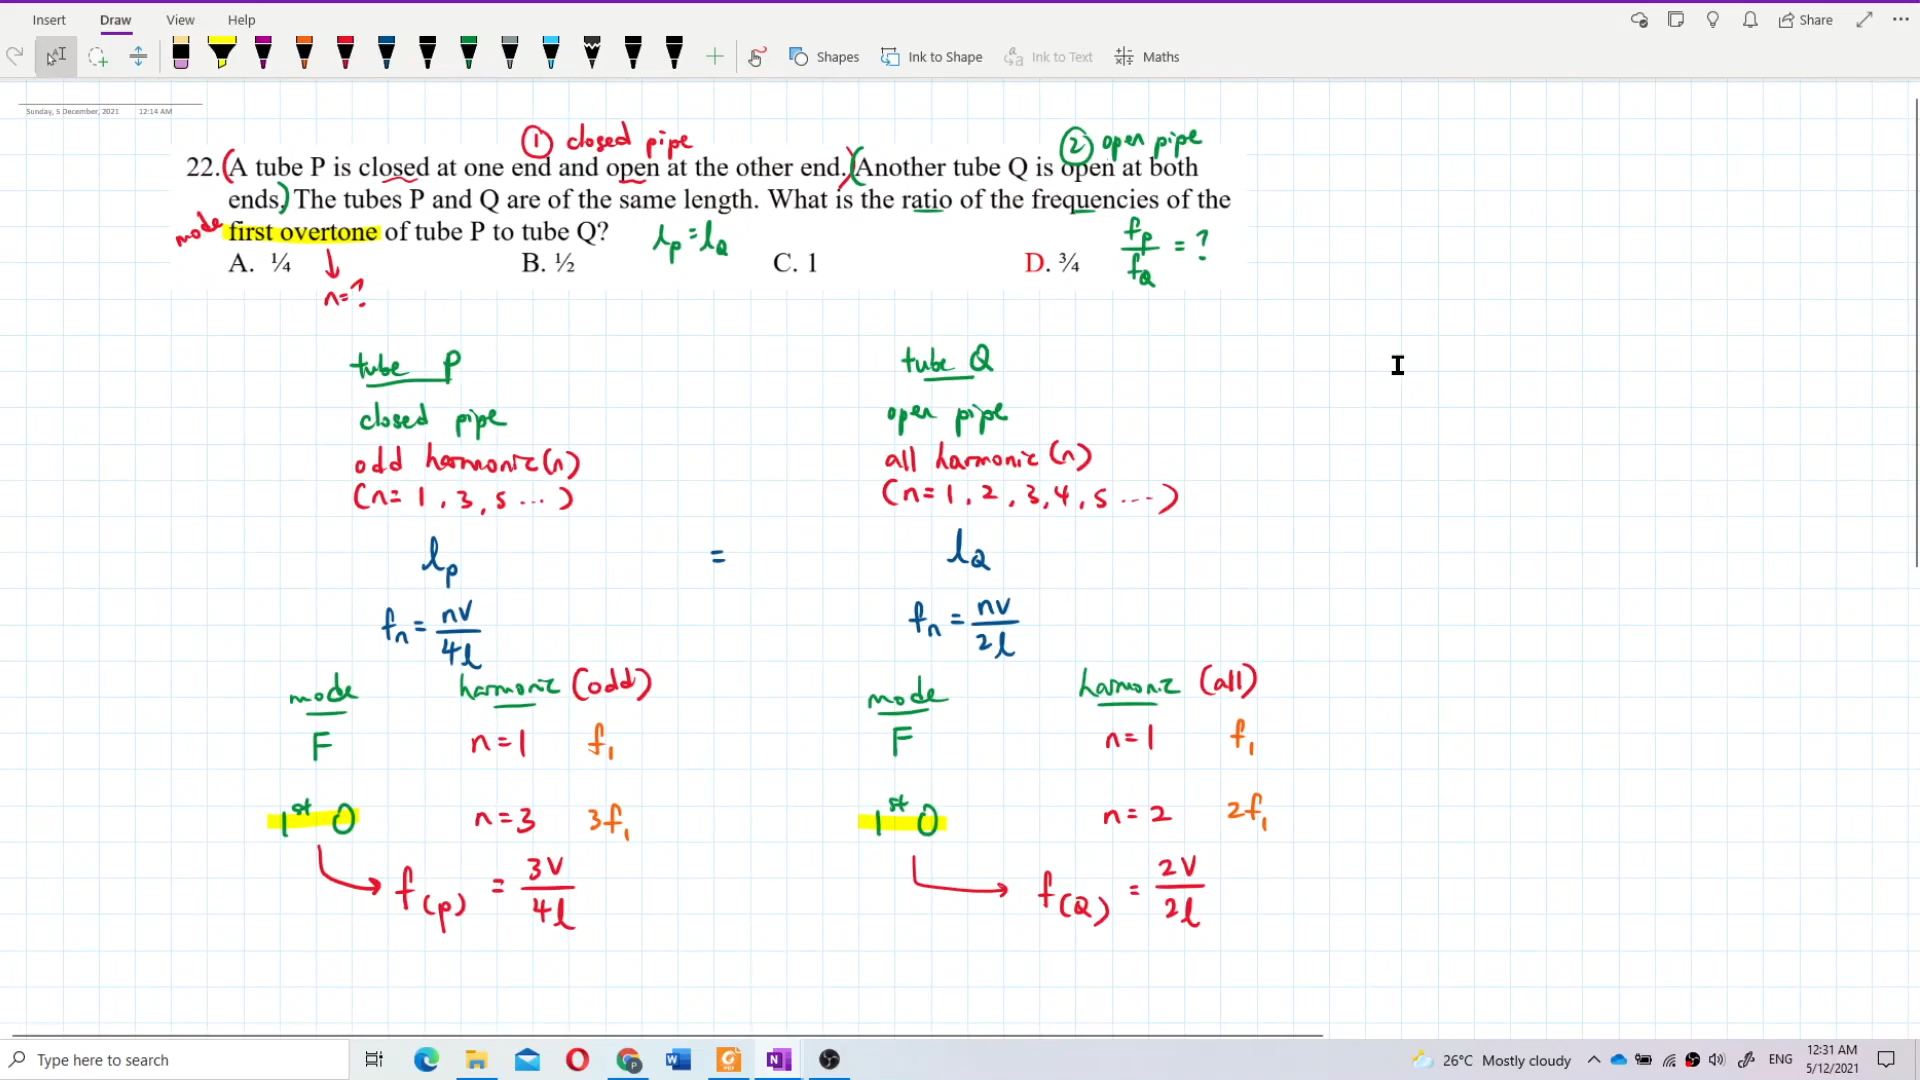 Insert Draw View Help Share
Shapes Ink to Shape Ink to Text Maths
Sunday, 5 December, 2021 12:14 AM
① closed pipe ② open pipe
22. (A tube P is closed at one end and open at the other end.) (Another tube Q is open at both
ends.) The tubes P and Q are of the same length. What is the ratio of the frequencies of the
mode first overtone of tube P to tube Q? lp = lQ fp/fQ = ?
A. ¼ B. ½ C. 1 D. ¾
n=?
tube P tube Q
closed pipe open pipe
odd harmonic (n) all harmonic (n)
(n= 1, 3, 5 ...) (n= 1, 2, 3, 4, 5 ....)
lp = lQ
fn = nv/4l fn = nv/2l
mode harmonic (odd) mode harmonic (all)
F n=1 f1 F n=1 f1
1st O n=3 3f1 1st O n=2 2f1
f(p) = 3v/4l f(Q) = 2v/2l
Type here to search 26°C Mostly cloudy ENG 12:31 AM
5/12/2021